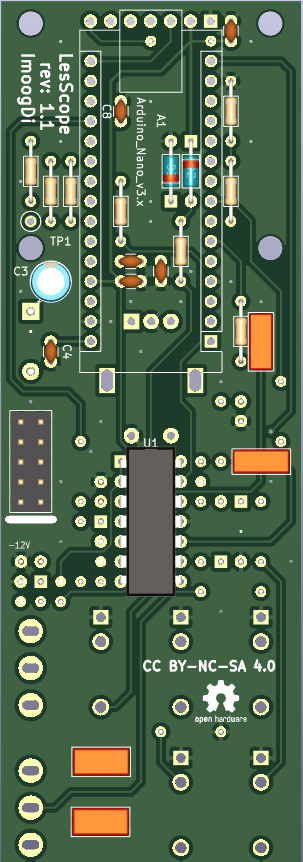 LesScope
rev: 1.1
ImoogDi
C8
Arduino_Nano_v3.x
A1
TP1
C3
C4
U1
-12V
CC BY-NC-SA 4.0
open hardware